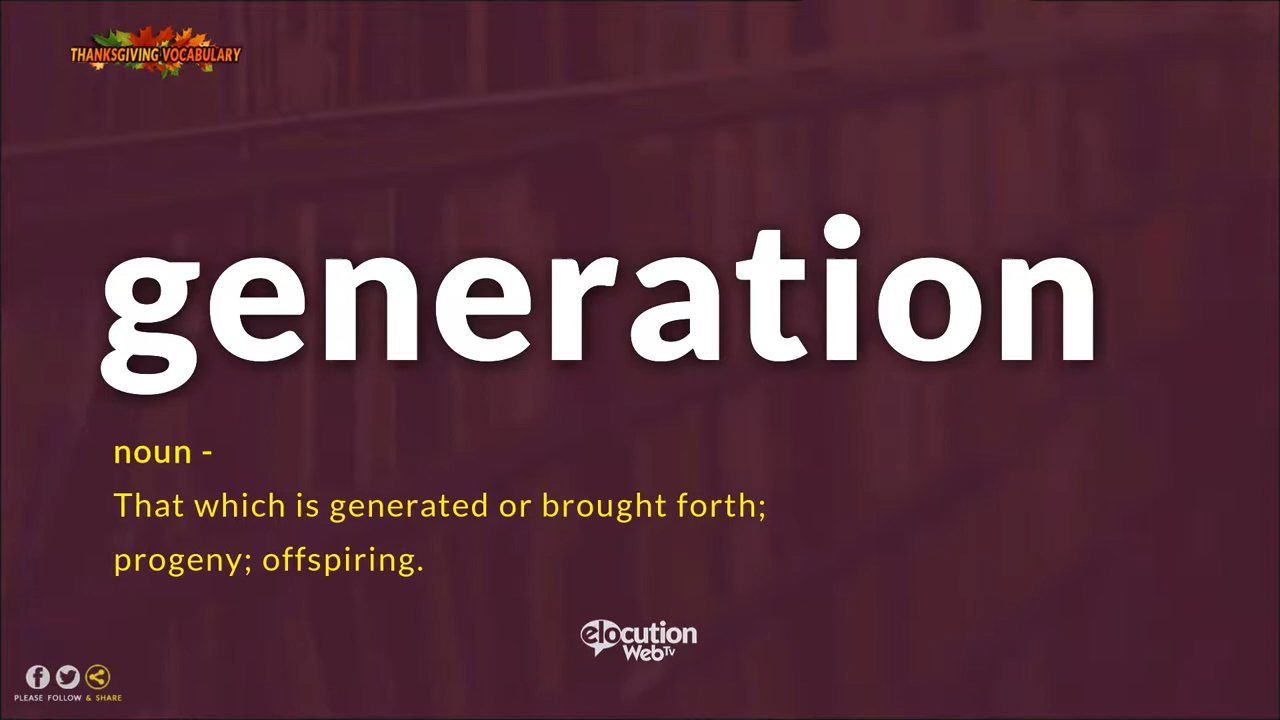 THANKSGIVING VOCABULARY
generation
noun -
That which is generated or brought forth;
progeny; offspiring.
elocution
WebTv
PLEASE FOLLOW & SHARE